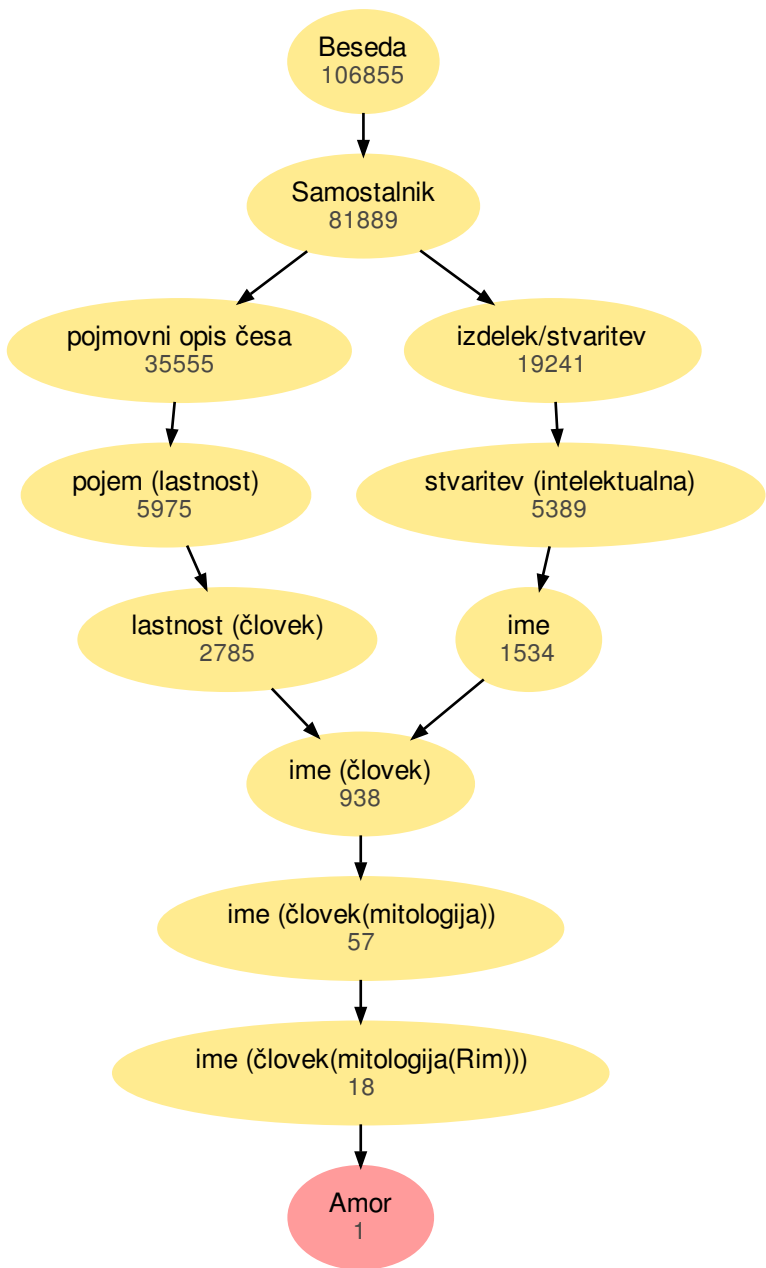 Beseda
106855
Samostalnik
81889
pojmovni opis česa
35555
izdelek/stvaritev
19241
pojem (lastnost)
5975
stvaritev (intelektualna)
5389
lastnost (človek)
2785
ime
1534
ime (človek)
938
ime (človek(mitologija))
57
ime (človek(mitologija(Rim)))
18
Amor
1